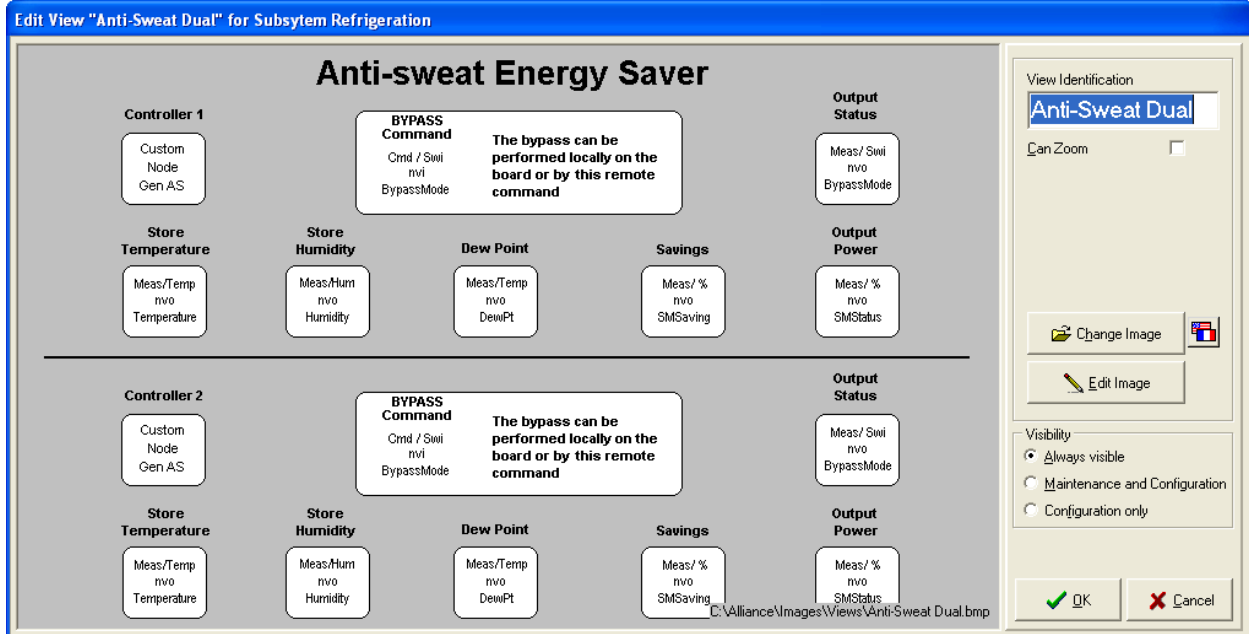 Edit View "Anti-Sweat Dual" for Subsytem Refrigeration
Anti-sweat Energy Saver
Controller 1
Custom
Node
Gen AS
BYPASS
Command
Cmd / Swi
nvi
BypassMode
The bypass can be
performed locally on the
board or by this remote
command
Output
Status
Meas/ Swi
nvo
BypassMode
Store
Temperature
Meas/Temp
nvo
Temperature
Store
Humidity
Meas/Hum
nvo
Humidity
Dew Point
Meas/Temp
nvo
DewPt
Savings
Meas/ %
nvo
SMSaving
Output
Power
Meas/ %
nvo
SMStatus
Controller 2
Custom
Node
Gen AS
BYPASS
Command
Cmd / Swi
nvi
BypassMode
The bypass can be
performed locally on the
board or by this remote
command
Output
Status
Meas/ Swi
nvo
BypassMode
Store
Temperature
Meas/Temp
nvo
Temperature
Store
Humidity
Meas/Hum
nvo
Humidity
Dew Point
Meas/Temp
nvo
DewPt
Savings
Meas/ %
nvo
SMSaving
Output
Power
Meas/ %
nvo
SMStatus
C:\Alliance\Images\Views\Anti-Sweat Dual.bmp
View Identification
Anti-Sweat Dual
Can Zoom
Change Image
Edit Image
Visibility
Always visible
Maintenance and Configuration
Configuration only
OK
Cancel